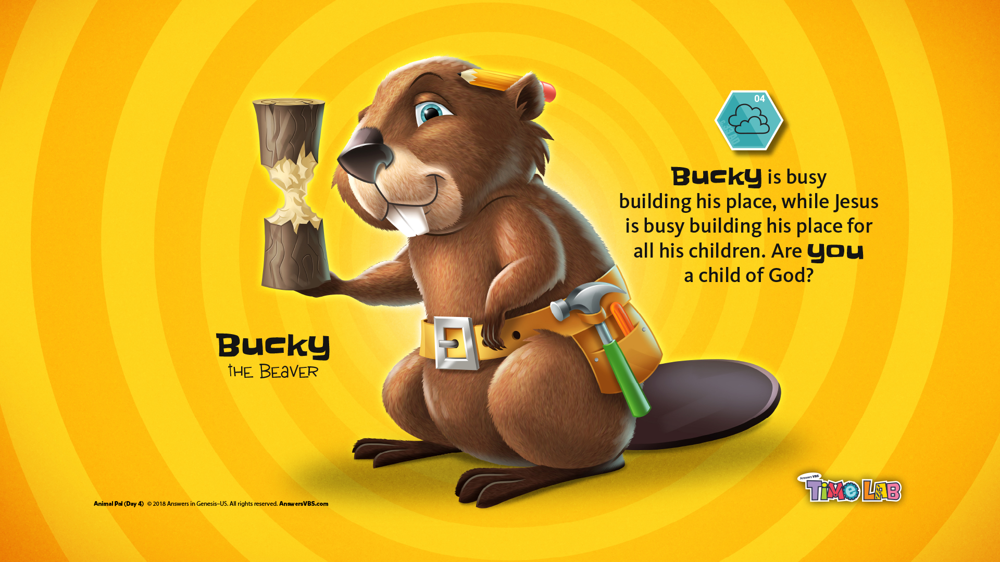 04
c.33 AD
Bucky is busy
building his place, while Jesus
is busy building his place for
all his children. Are you
a child of God?
Bucky
the Beaver
Animal Pal (Day 4) © 2018 Answers in Genesis–US. All rights reserved. AnswersVBS.com
Answers VBS
TIME LAB